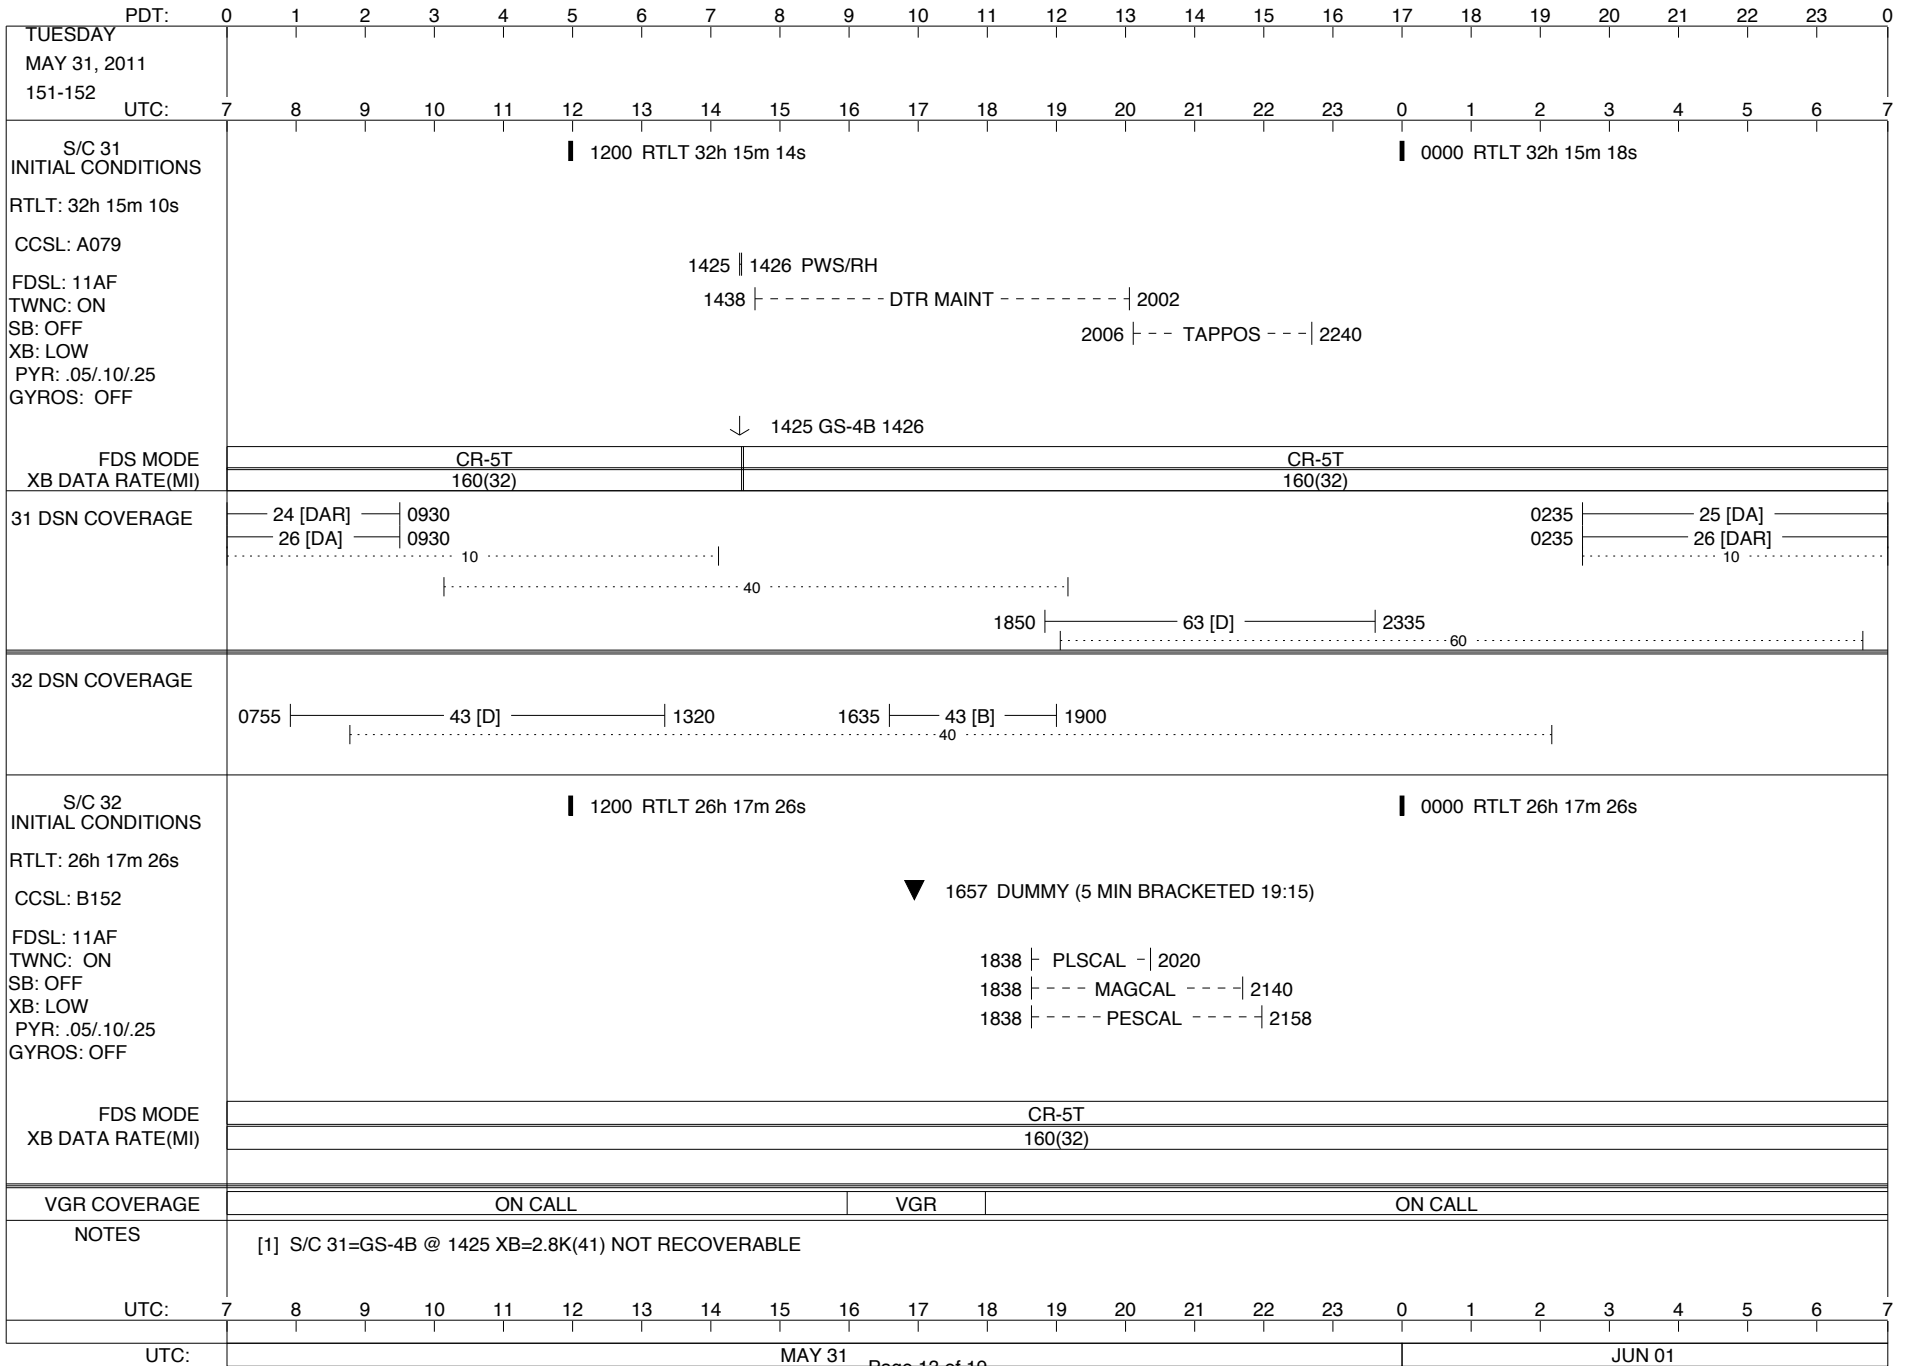 PDT: 0 1 2 3 4 5 6 7 8 9 10 11 12 13 14 15 16 17 18 19 20 21 22 23 0
TUESDAY
MAY 31, 2011
151-152
UTC: 7 8 9 10 11 12 13 14 15 16 17 18 19 20 21 22 23 0 1 2 3 4 5 6 7
S/C 31
INITIAL CONDITIONS
1200 RTLT 32h 15m 14s
0000 RTLT 32h 15m 18s
RTLT: 32h 15m 10s
CCSL: A079
1425 1426 PWS/RH
FDSL: 11AF
TWNC: ON
1438 DTR MAINT 2002
SB: OFF
2006 TAPPOS 2240
XB: LOW
PYR: .05/.10/.25
GYROS: OFF
1425 GS-4B 1426
FDS MODE CR-5T CR-5T
XB DATA RATE(MI) 160(32) 160(32)
31 DSN COVERAGE
24 [DAR] 0930 0235 25 [DA]
26 [DA] 0930 0235 26 [DAR]
10 10
40
1850 63 [D] 2335
60
32 DSN COVERAGE
0755 43 [D] 1320 1635 43 [B] 1900
40
S/C 32
INITIAL CONDITIONS
1200 RTLT 26h 17m 26s
0000 RTLT 26h 17m 26s
RTLT: 26h 17m 26s
CCSL: B152
1657 DUMMY (5 MIN BRACKETED 19:15)
FDSL: 11AF
TWNC: ON
1838 PLSCAL 2020
SB: OFF
1838 MAGCAL 2140
XB: LOW
1838 PESCAL 2158
PYR: .05/.10/.25
GYROS: OFF
FDS MODE CR-5T
XB DATA RATE(MI) 160(32)
VGR COVERAGE ON CALL VGR ON CALL
NOTES
[1] S/C 31=GS-4B @ 1425 XB=2.8K(41) NOT RECOVERABLE
UTC: 7 8 9 10 11 12 13 14 15 16 17 18 19 20 21 22 23 0 1 2 3 4 5 6 7
UTC: MAY 31 JUN 01
Page 12 of 19